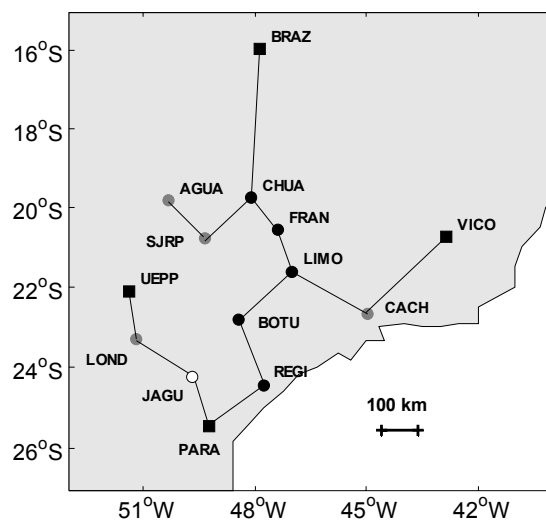 16°S
BRAZ
18°S
AGUA
CHUA
20°S
FRAN
SJRP
VICO
LIMO
UEPP
22°S
CACH
BOTU
LOND
24°S
JAGU
REGI
100 km
PARA
26°S
51°W
48°W
45°W
42°W